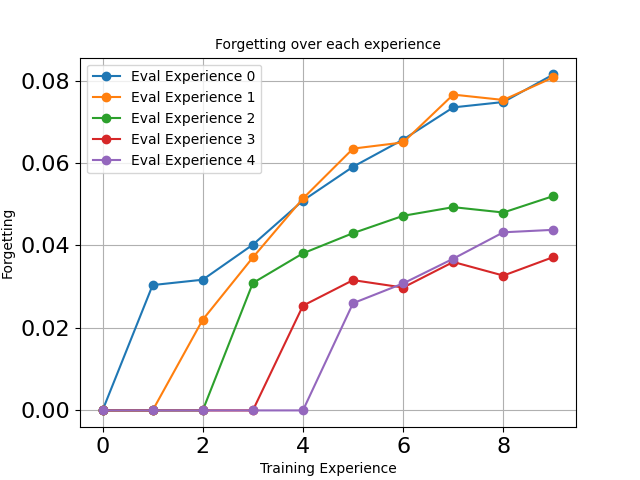 Forgetting over each experience
Eval Experience 0
Eval Experience 1
Eval Experience 2
Eval Experience 3
Eval Experience 4
Forgetting
0.08
0.06
0.04
0.02
0.00
0 2 4 6 8
Training Experience